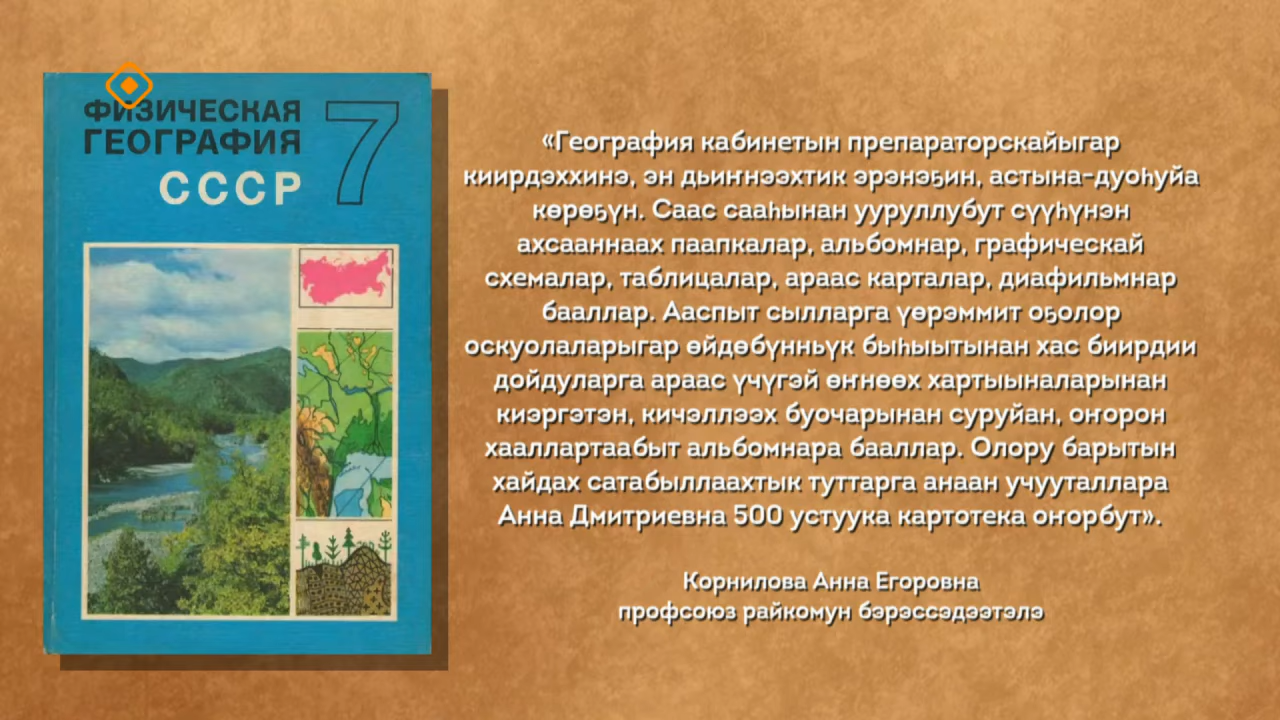 ФИЗИЧЕСКАЯ
ГЕОГРАФИЯ
СССР
7
«География кабинетын препараторскайыгар
киирдэххинэ, эн дьиҥнээхтик эрэнэҕин, астына-дуоһуйа
көрөҕүн. Саас сааһынан ууруллубут сүүһүнэн
ахсааннаах паапкалар, альбомнар, графическай
схемалар, таблицалар, араас карталар, диафильмнар
бааллар. Ааспыт сылларга үөрэммит оҕолор
оскуолаларыгар өйдөбүнньүк быһыытынан хас биирдии
дойдуларга араас үчүгэй өҥнөөх хартыыналарынан
киэргэтэн, кичэллээх буочарынан суруйан, оҥорон
хааллартаабыт альбомнара бааллар. Олору барытын
хайдах сатабыллаахтык туттарга анаан учууталлара
Анна Дмитриевна 500 устуука картотека оҥорбут».
Корнилова Анна Егоровна
профсоюз райкомун бэрэссэдээтэлэ